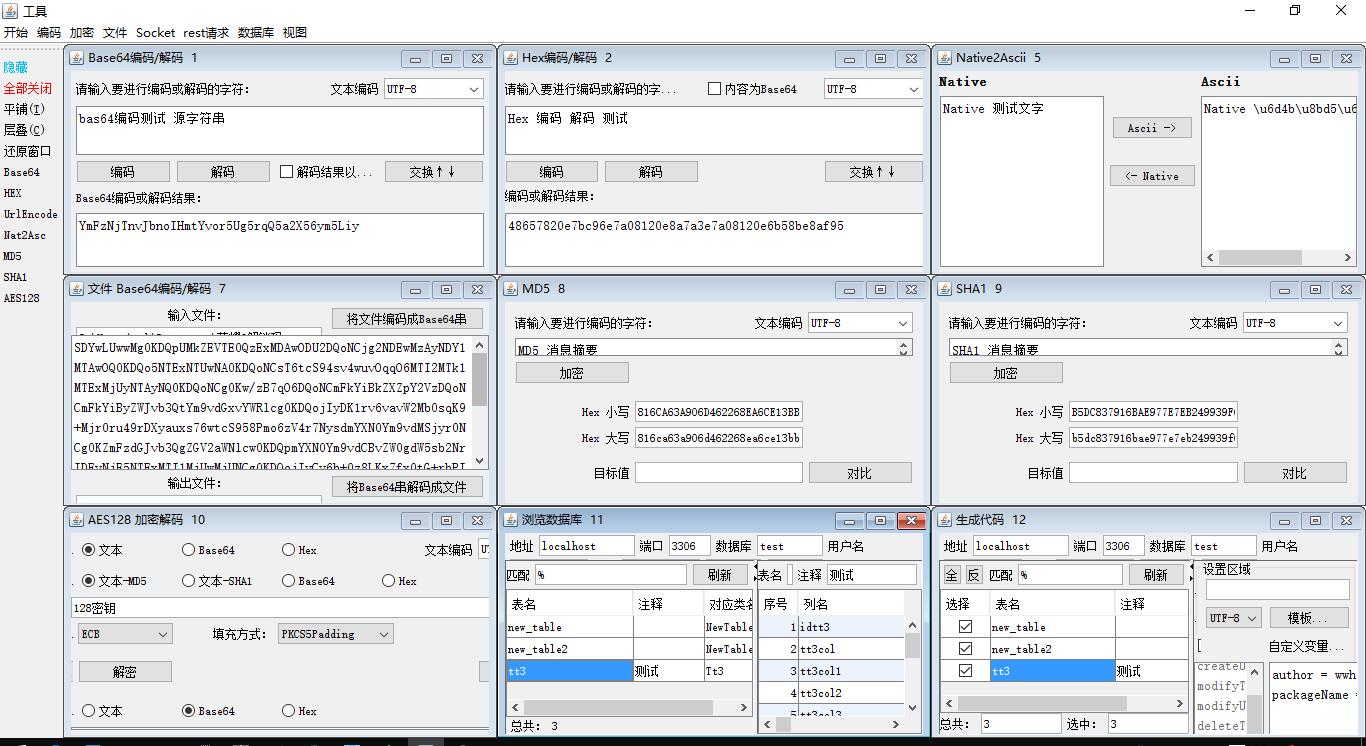 工具
开始 编码 加密 文件 Socket rest请求 数据库 视图
隐藏
全部关闭
平铺(T)
层叠(C)
还原窗口
Base64
HEX
UrlEncode
Nat2Asc
MD5
SHA1
AES128
Base64编码/解码 1
请输入要进行编码或解码的字符: 文本编码 UTF-8
bas64编码测试 源字符串
编码 解码 解码结果以... 交换↑↓
Base64编码或解码结果:
YmFzNjTnvJbnoIHmtYvor5Ug5rqQ5a2X56ym5Liy
Hex编码/解码 2
请输入要进行编码或解码的字... 内容为Base64 UTF-8
Hex 编码 解码 测试
编码 解码 交换↑↓
编码或解码结果:
48657820e7bc96e7a08120e8a7a3e7a08120e6b58be8af95
Native2Ascii 5
Native Ascii
Native 测试文字
Ascii ->
<- Native
Native \u6d4b\u8bd5\u6
文件 Base64编码/解码 7
输入文件: 将文件编码成Base64串
SDYwLUwwMg0KDQpUMkZEVTE0QzExMDAwODU2DQoNCjg2NDEwMzAyNDY1
MTAwOQ0KDQo5NTExNTUwNA0KDQoNCsT6tcS94sv4wuvOqqO6MTI2MTk1
MTExMjUyNTAyNQ0KDQoNCg0Kw/zB7qO6DQoNCmFkYiBkZXZpY2VzDQoN
CmFkYiByZWJvb3QtYm9vdGxvYWRlcg0KDQojIyDK1rv6vavW2Mb0sqK9
+Mjr0ru49rDXyauxs76wtcS958Pmo6zV4r7NysdmYXN0Ym9vdMSjyr0N
Cg0KZmFzdGJvb3QgZGV2aWNlcw0KDQpmYXN0Ym9vdCBvZW0gdW5sb2Nr
输出文件: 将Base64串解码成文件
MD5 8
请输入要进行编码的字符: 文本编码 UTF-8
MD5 消息摘要
加密
Hex 小写 816CA63A906D462268EA6CE13BB
Hex 大写 816ca63a906d462268ea6ce13bb
目标值 对比
SHA1 9
请输入要进行编码的字符: 文本编码 UTF-8
SHA1 消息摘要
加密
Hex 小写 B5DC837916BAE977E7EB249939F
Hex 大写 b5dc837916bae977e7eb249939f
目标值 对比
AES128 加密解码 10
文本 Base64 Hex 文本编码
文本-MD5 文本-SHA1 Base64 Hex
128密钥
ECB 填充方式: PKCS5Padding
解密
文本 Base64 Hex
浏览数据库 11
地址 localhost 端口 3306 数据库 test 用户名
匹配 % 刷新 表名 注释 测试
表名 注释 对应类名 序号 列名
new_table NewTable 1 idtt3
new_table2 NewTable 2 tt3col
tt3 测试 Tt3 3 tt3col1
4 tt3col2
5 tt3col3
总共: 3
生成代码 12
地址 localhost 端口 3306 数据库 test 用户名
全 反 匹配 % 刷新 设置区域
选择 表名 注释
UTF-8 模板...
new_table
new_table2 自定义变量...
tt3 测试
createU
modifyT
modifyU
deleteT
author = wwh
packageName =
总共: 3 选中: 3